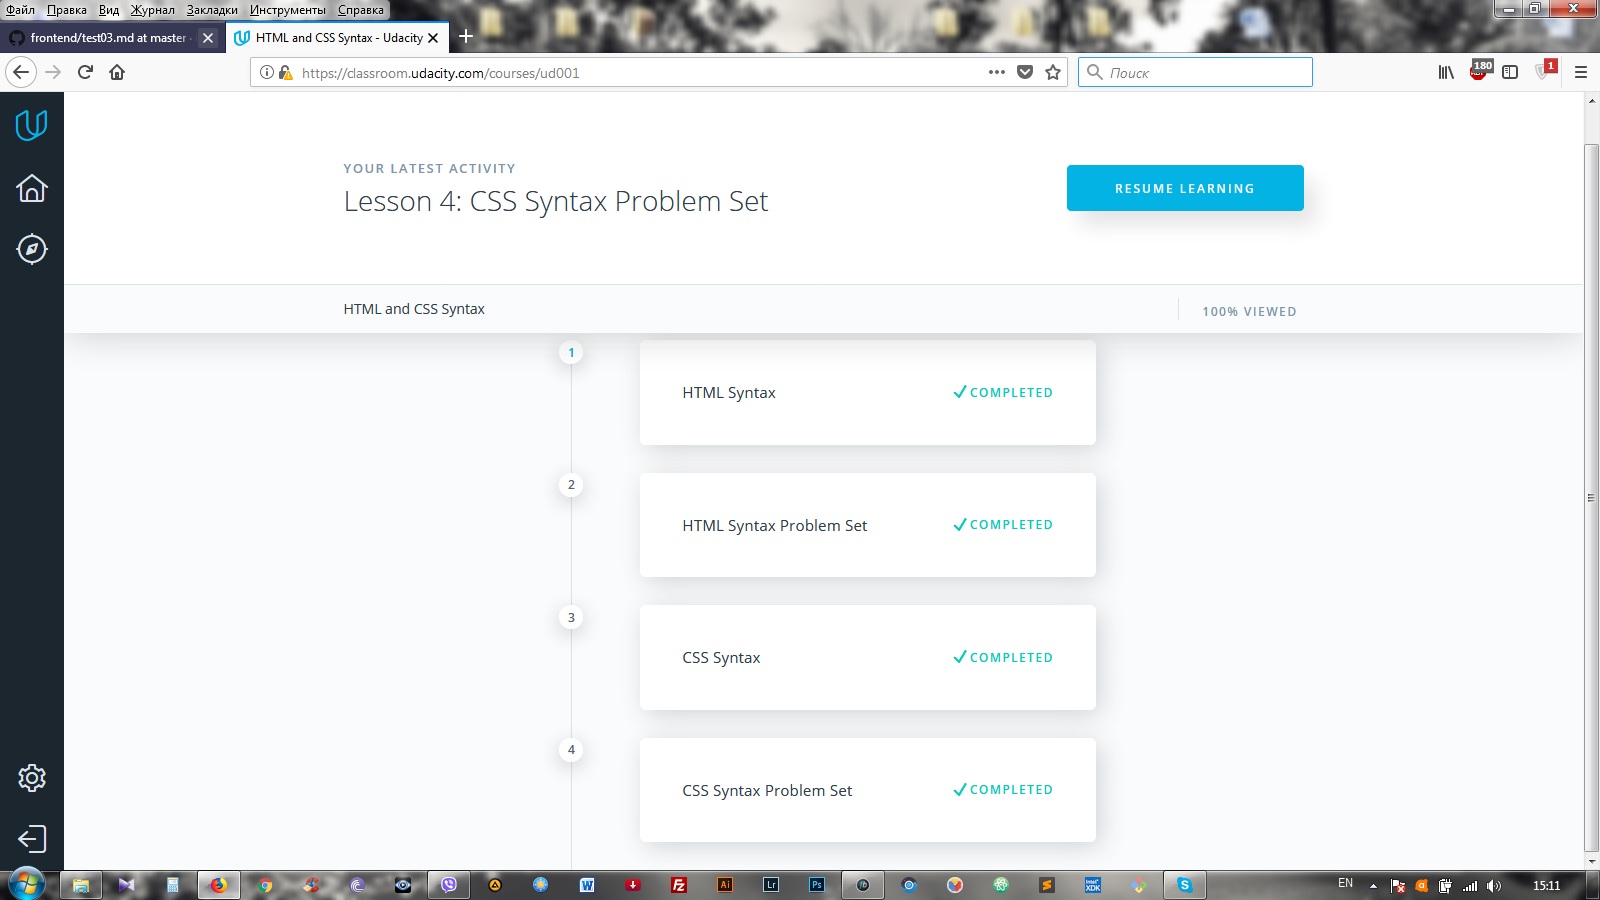 Файл Правка Вид Журнал Закладки Инструменты Справка
frontend/test03.md at master
HTML and CSS Syntax - Udacity
https://classroom.udacity.com/courses/ud001
Поиск
180
1
YOUR LATEST ACTIVITY
Lesson 4: CSS Syntax Problem Set
RESUME LEARNING
HTML and CSS Syntax
100% VIEWED
1
HTML Syntax
COMPLETED
2
HTML Syntax Problem Set
COMPLETED
3
CSS Syntax
COMPLETED
4
CSS Syntax Problem Set
COMPLETED
EN
15:11